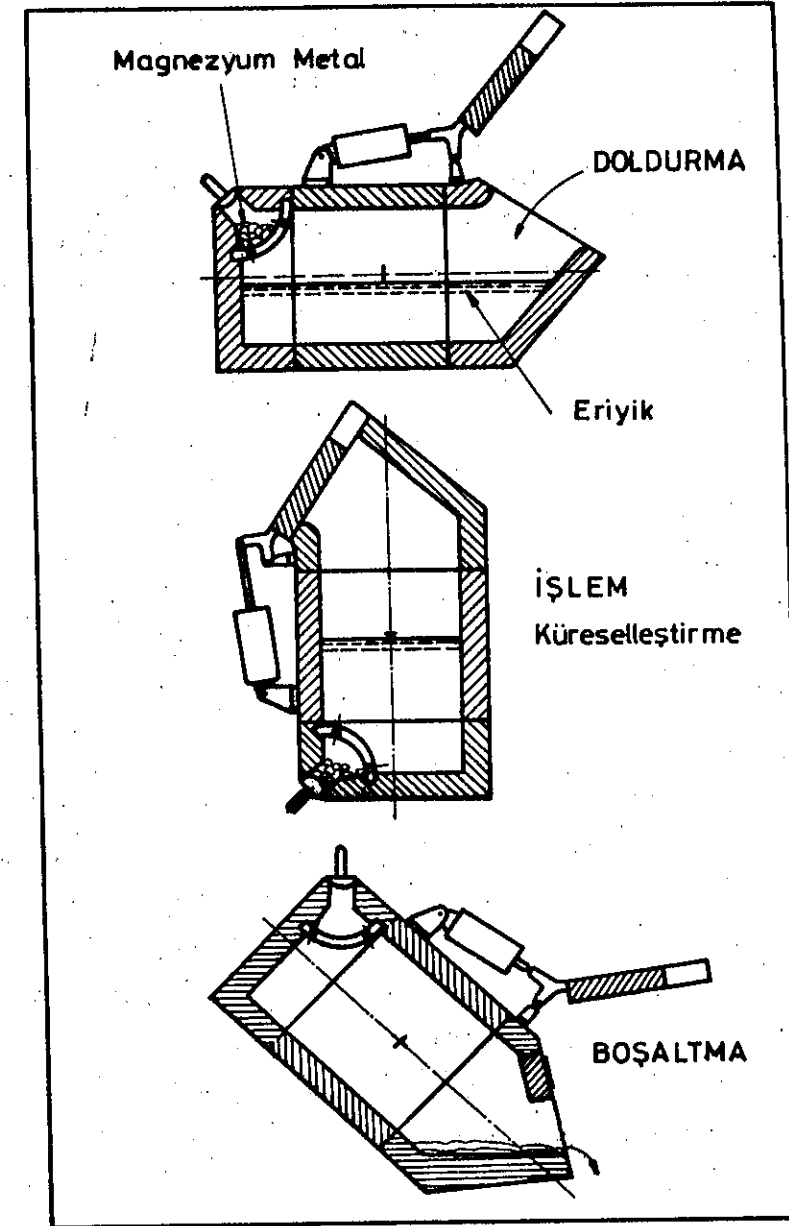 Magnezyum Metal
DOLDURMA
Eriyik
İŞLEM
Küreselleştirme
BOŞALTMA